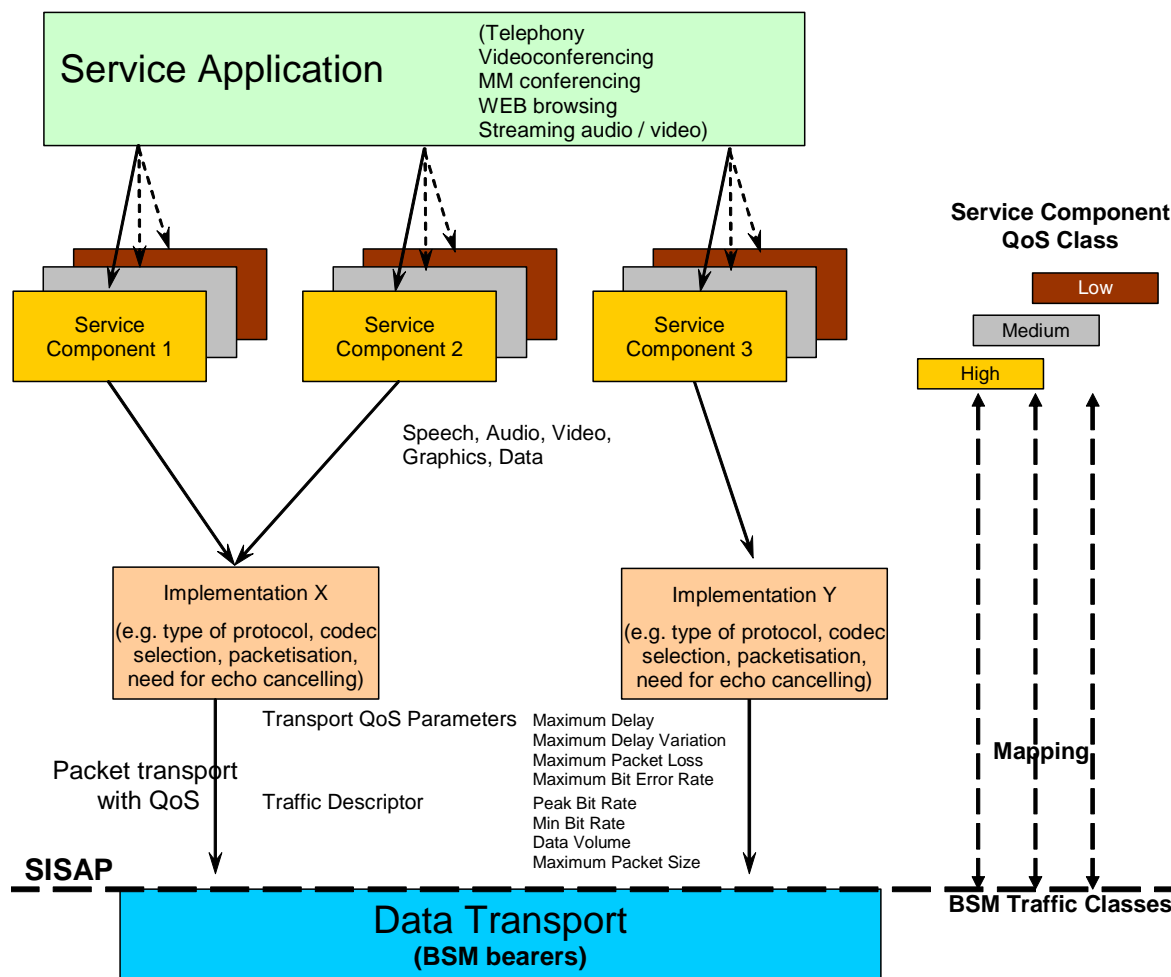 Service Application
(Telephony
Videoconferencing
MM conferencing
WEB browsing
Streaming audio / video)
Service Component
QoS Class
Low
Medium
High
Service
Component 1
Service
Component 2
Service
Component 3
Speech, Audio, Video,
Graphics, Data
Implementation X
(e.g. type of protocol, codec
selection, packetisation,
need for echo cancelling)
Implementation Y
(e.g. type of protocol, codec
selection, packetisation,
need for echo cancelling)
Transport QoS Parameters
Maximum Delay
Maximum Delay Variation
Maximum Packet Loss
Maximum Bit Error Rate
Mapping
Packet transport
with QoS
Traffic Descriptor
Peak Bit Rate
Min Bit Rate
Data Volume
Maximum Packet Size
SISAP
BSM Traffic Classes
Data Transport
(BSM bearers)